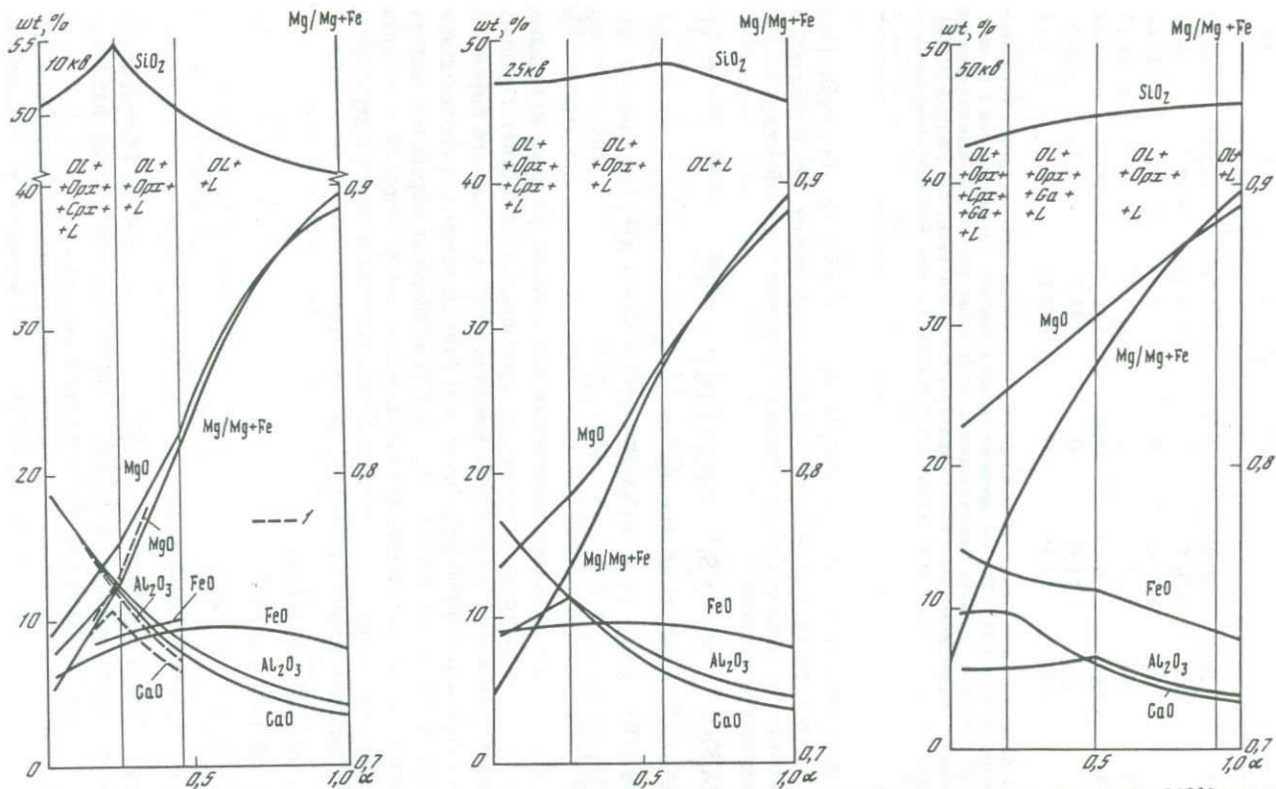 wt,%
Mg/Mg+Fe
55
10 кв
SiO₂
50
OL+
+Opx+
+Cpx+
+L
OL+
+Opx+
+L
OL+
+L
40
0,9
30
Mg/Mg+Fe
MgO
20
0,8
1
MgO
Al₂O₃
FeO
10
FeO
Al₂O₃
CaO
CaO
0
0,5
1,0 α
0,7
wt,%
Mg/Mg+Fe
50
25кв
SiO₂
OL+
+Opx+
+Cpx+
+L
OL+
+Opx+
+L
OL+L
40
0,9
30
MgO
20
0,8
Mg/Mg+Fe
10
FeO
Al₂O₃
CaO
0
0,5
1,0 α
0,7
wt,%
Mg/Mg+Fe
50
50кв
SiO₂
OL+
+Opx+
+Cpx+
+Ga+
+L
OL+
+Opx+
+Ga+
+L
OL+
+Opx+
+L
OL+
+L
40
0,9
30
MgO
Mg/Mg+Fe
20
0,8
10
FeO
Al₂O₃
CaO
0
0,5
1,0 α
0,7